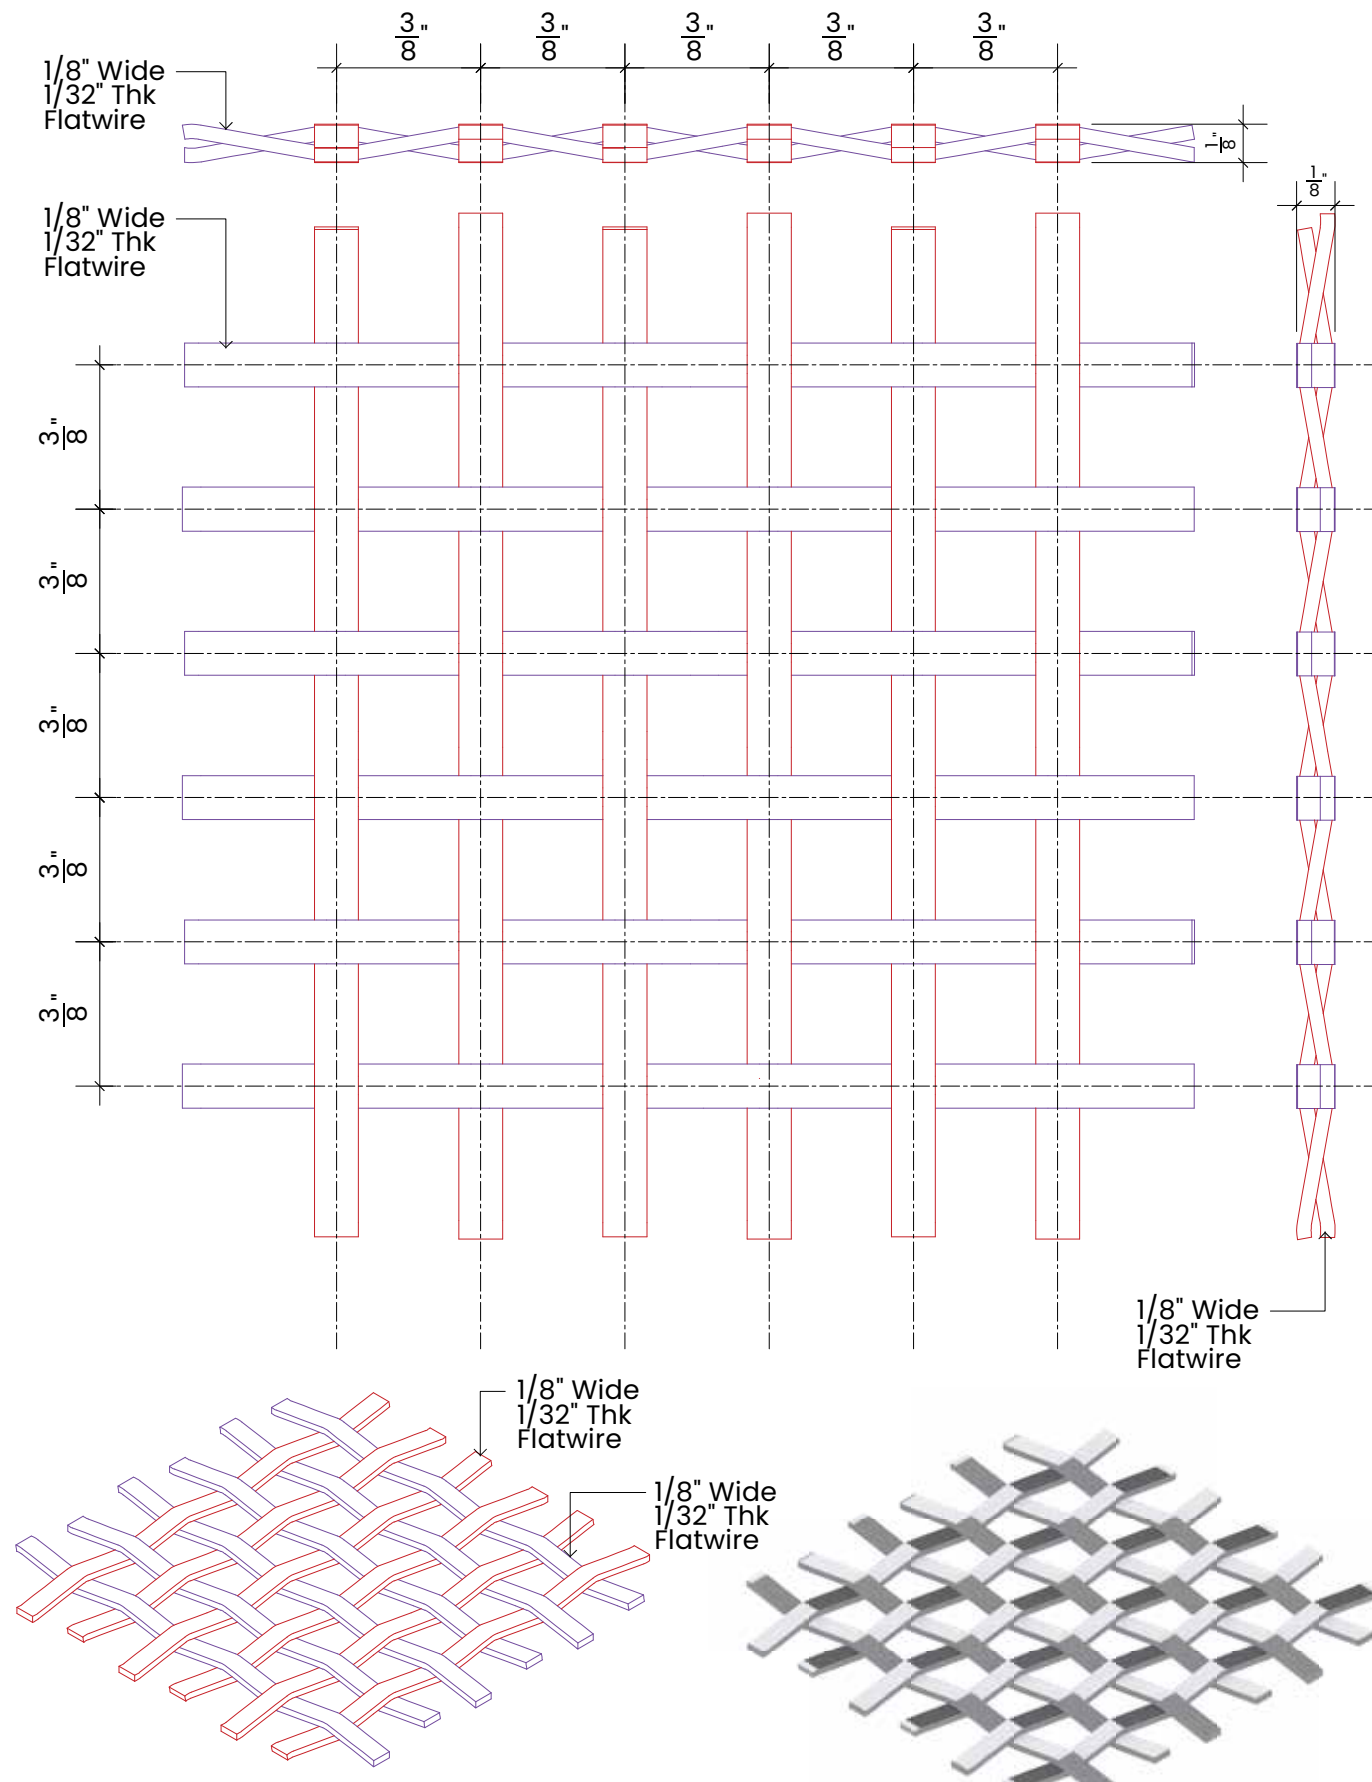 3/8" 3/8" 3/8" 3/8" 3/8"
1/8" Wide
1/32" Thk
Flatwire
1/8"
1/8"
1/8" Wide
1/32" Thk
Flatwire
3/8"
3/8"
3/8"
3/8"
3/8"
1/8" Wide
1/32" Thk
Flatwire
1/8" Wide
1/32" Thk
Flatwire
1/8" Wide
1/32" Thk
Flatwire